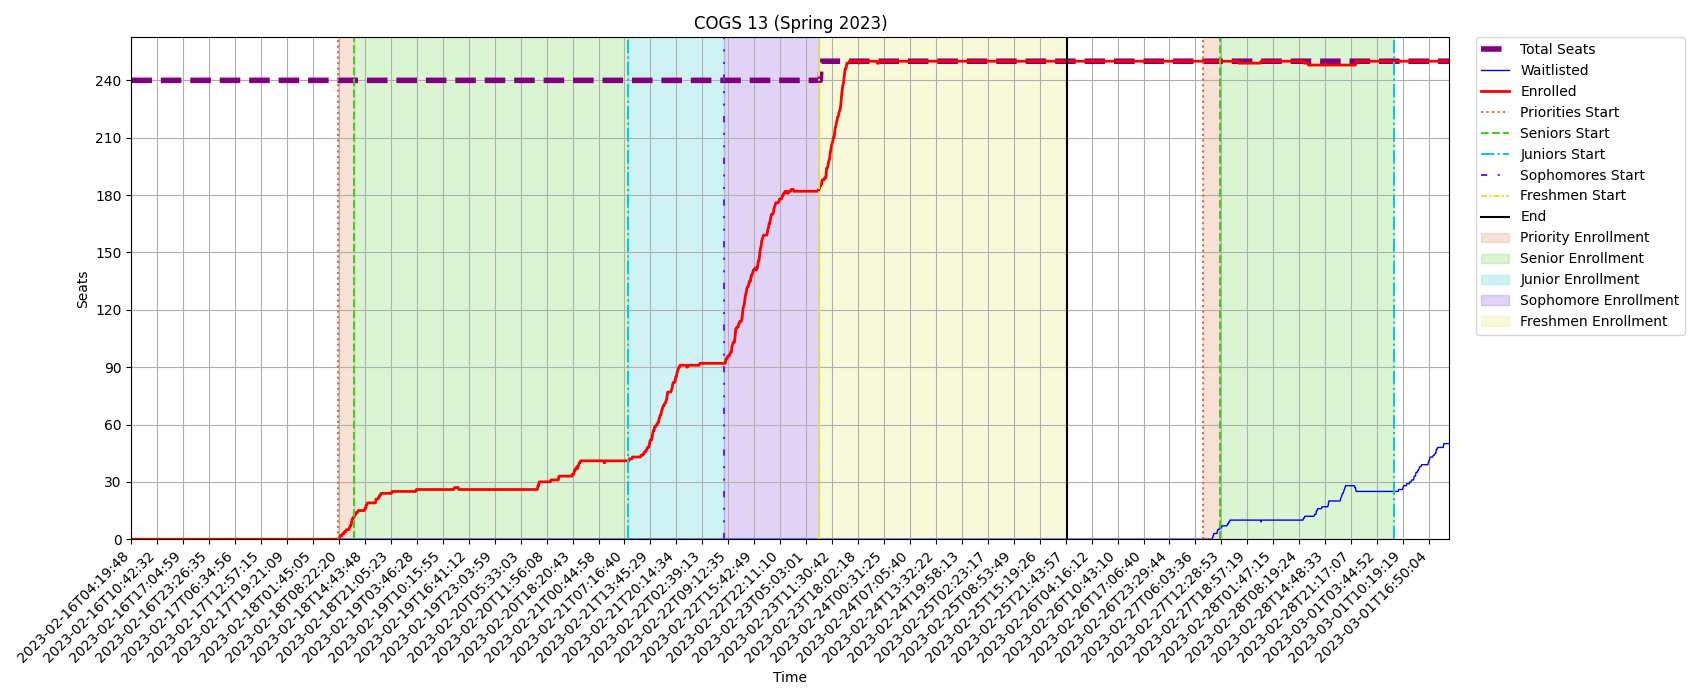 COGS 13 (Spring 2023)
Total Seats
Waitlisted
Enrolled
Priorities Start
Seniors Start
Juniors Start
Sophomores Start
Freshmen Start
End
Priority Enrollment
Senior Enrollment
Junior Enrollment
Sophomore Enrollment
Freshmen Enrollment
Seats
240
210
180
150
120
90
60
30
0
2023-02-16T04:19:48
2023-02-16T10:42:32
2023-02-16T17:04:59
2023-02-16T23:26:35
2023-02-17T06:34:56
2023-02-17T12:57:15
2023-02-17T19:21:09
2023-02-18T01:45:05
2023-02-18T08:22:20
2023-02-18T14:43:48
2023-02-18T21:05:23
2023-02-19T03:46:28
2023-02-19T10:15:55
2023-02-19T16:41:12
2023-02-19T23:03:59
2023-02-20T05:33:03
2023-02-20T11:56:08
2023-02-20T18:20:43
2023-02-21T00:44:58
2023-02-21T07:16:40
2023-02-21T13:45:29
2023-02-21T20:14:34
2023-02-22T02:39:13
2023-02-22T09:12:35
2023-02-22T15:42:49
2023-02-22T22:11:10
2023-02-23T05:03:01
2023-02-23T11:30:42
2023-02-23T18:02:18
2023-02-24T00:31:25
2023-02-24T07:05:40
2023-02-24T13:32:22
2023-02-24T19:58:13
2023-02-25T02:23:17
2023-02-25T08:53:49
2023-02-25T15:19:26
2023-02-25T21:43:57
2023-02-26T04:16:12
2023-02-26T10:43:10
2023-02-26T17:06:40
2023-02-26T23:29:44
2023-02-27T06:03:36
2023-02-27T12:28:53
2023-02-27T18:57:19
2023-02-28T01:47:15
2023-02-28T08:19:24
2023-02-28T14:48:33
2023-02-28T21:17:07
2023-03-01T03:44:52
2023-03-01T10:19:19
2023-03-01T16:50:04
Time